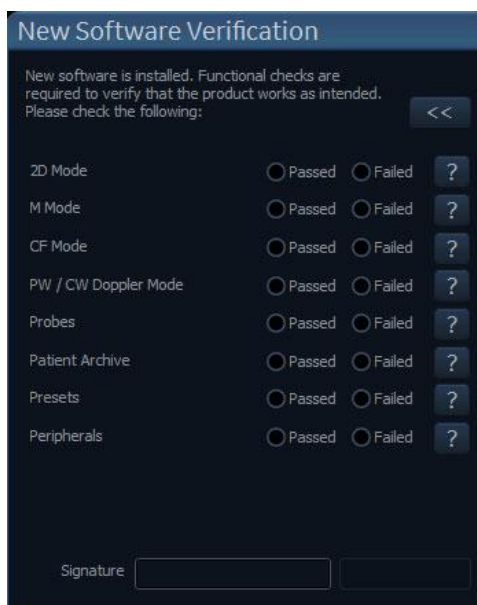 New Software Verification
New software is installed. Functional checks are
required to verify that the product works as intended.
Please check the following:
<<
2D Mode Passed Failed ?
M Mode Passed Failed ?
CF Mode Passed Failed ?
PW / CW Doppler Mode Passed Failed ?
Probes Passed Failed ?
Patient Archive Passed Failed ?
Presets Passed Failed ?
Peripherals Passed Failed ?
Signature